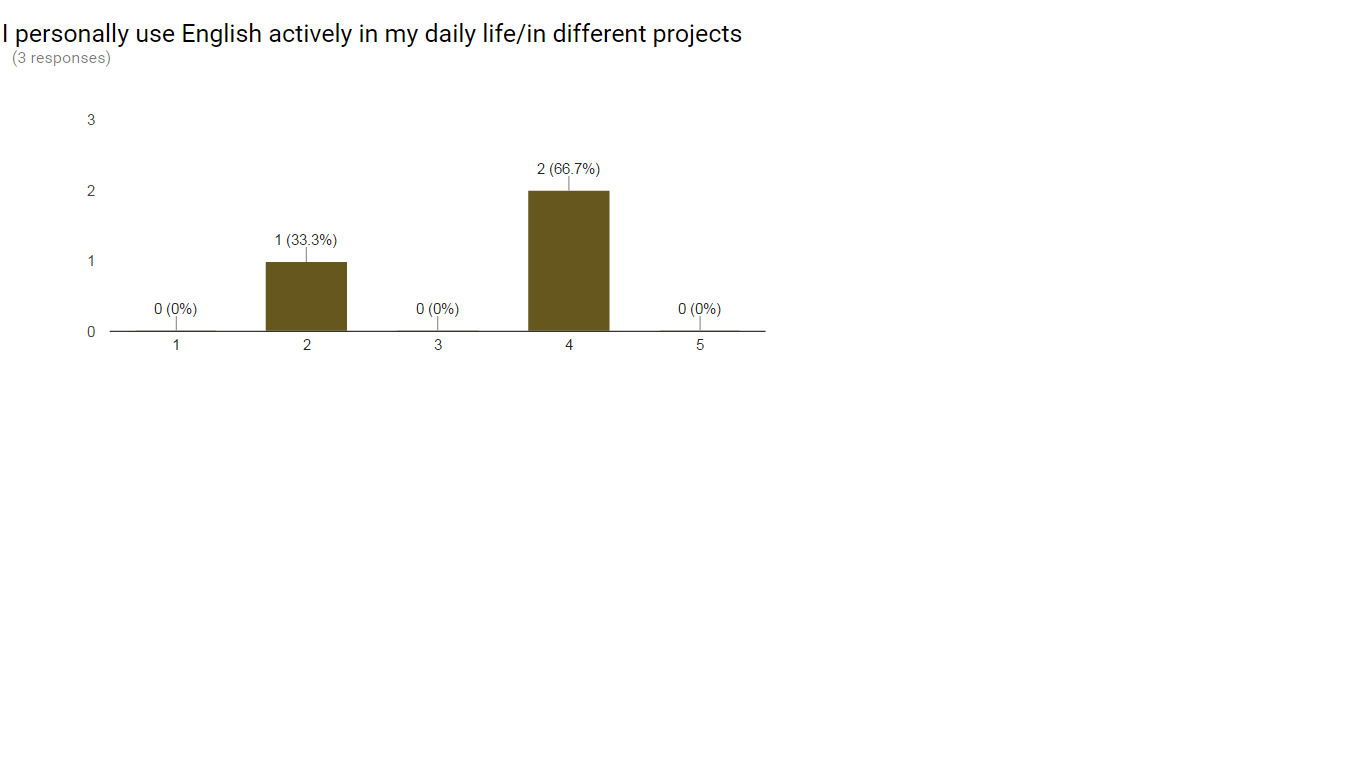 I personally use English actively in my daily life/in different projects
(3 responses)
3
2 (66.7%)
2
1 (33.3%)
1
0 (0%) 0 (0%) 0 (0%)
0
1 2 3 4 5